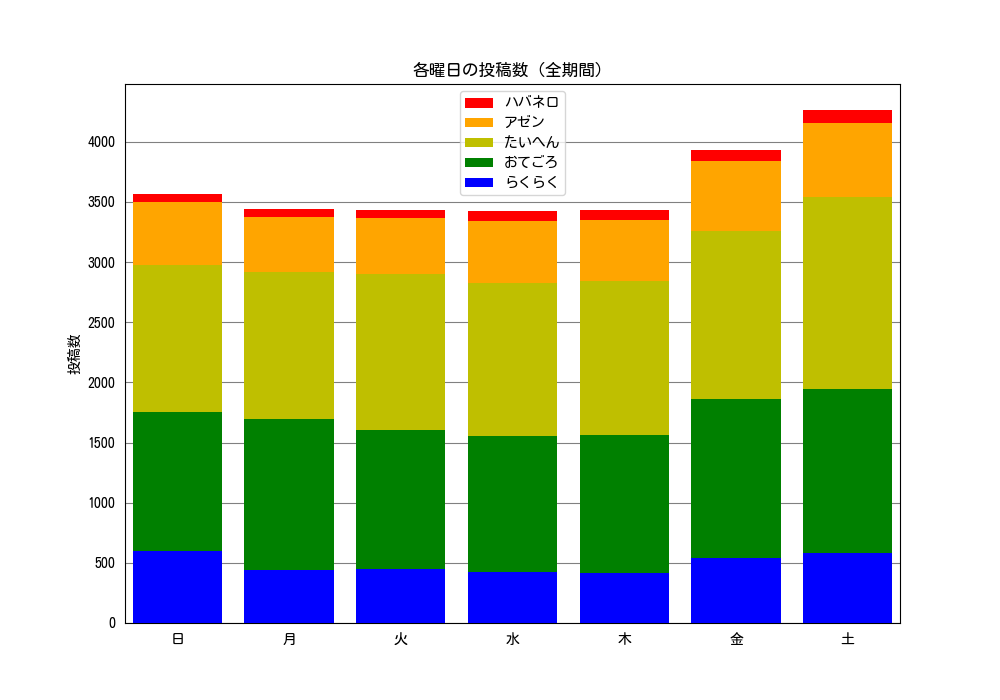 各曜日の投稿数（全期間）
ハバネロ
アゼン
たいへん
おてごろ
らくらく
投稿数
4000
3500
3000
2500
2000
1500
1000
500
0
日 月 火 水 木 金 土